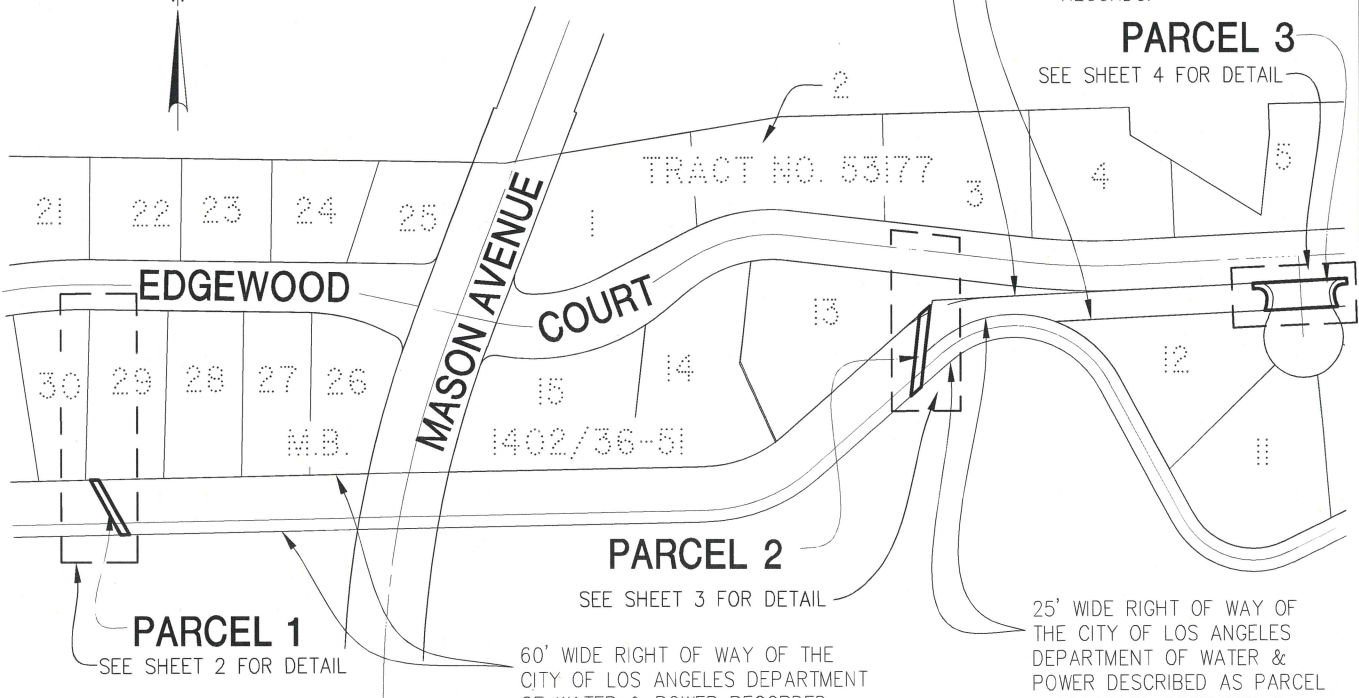 PARCEL 3
SEE SHEET 4 FOR DETAIL
2
5
TRACT NO. 53177
4
3
21
22
23
24
25
1
EDGEWOOD
MASON AVENUE
COURT
13
30
29
28
27
26
15
14
12
M.B.
1402/36-51
11
PARCEL 2
SEE SHEET 3 FOR DETAIL
PARCEL 1
SEE SHEET 2 FOR DETAIL
60' WIDE RIGHT OF WAY OF THE
CITY OF LOS ANGELES DEPARTMENT
OF WATER & POWER RECORDED
25' WIDE RIGHT OF WAY OF
THE CITY OF LOS ANGELES
DEPARTMENT OF WATER &
POWER DESCRIBED AS PARCEL